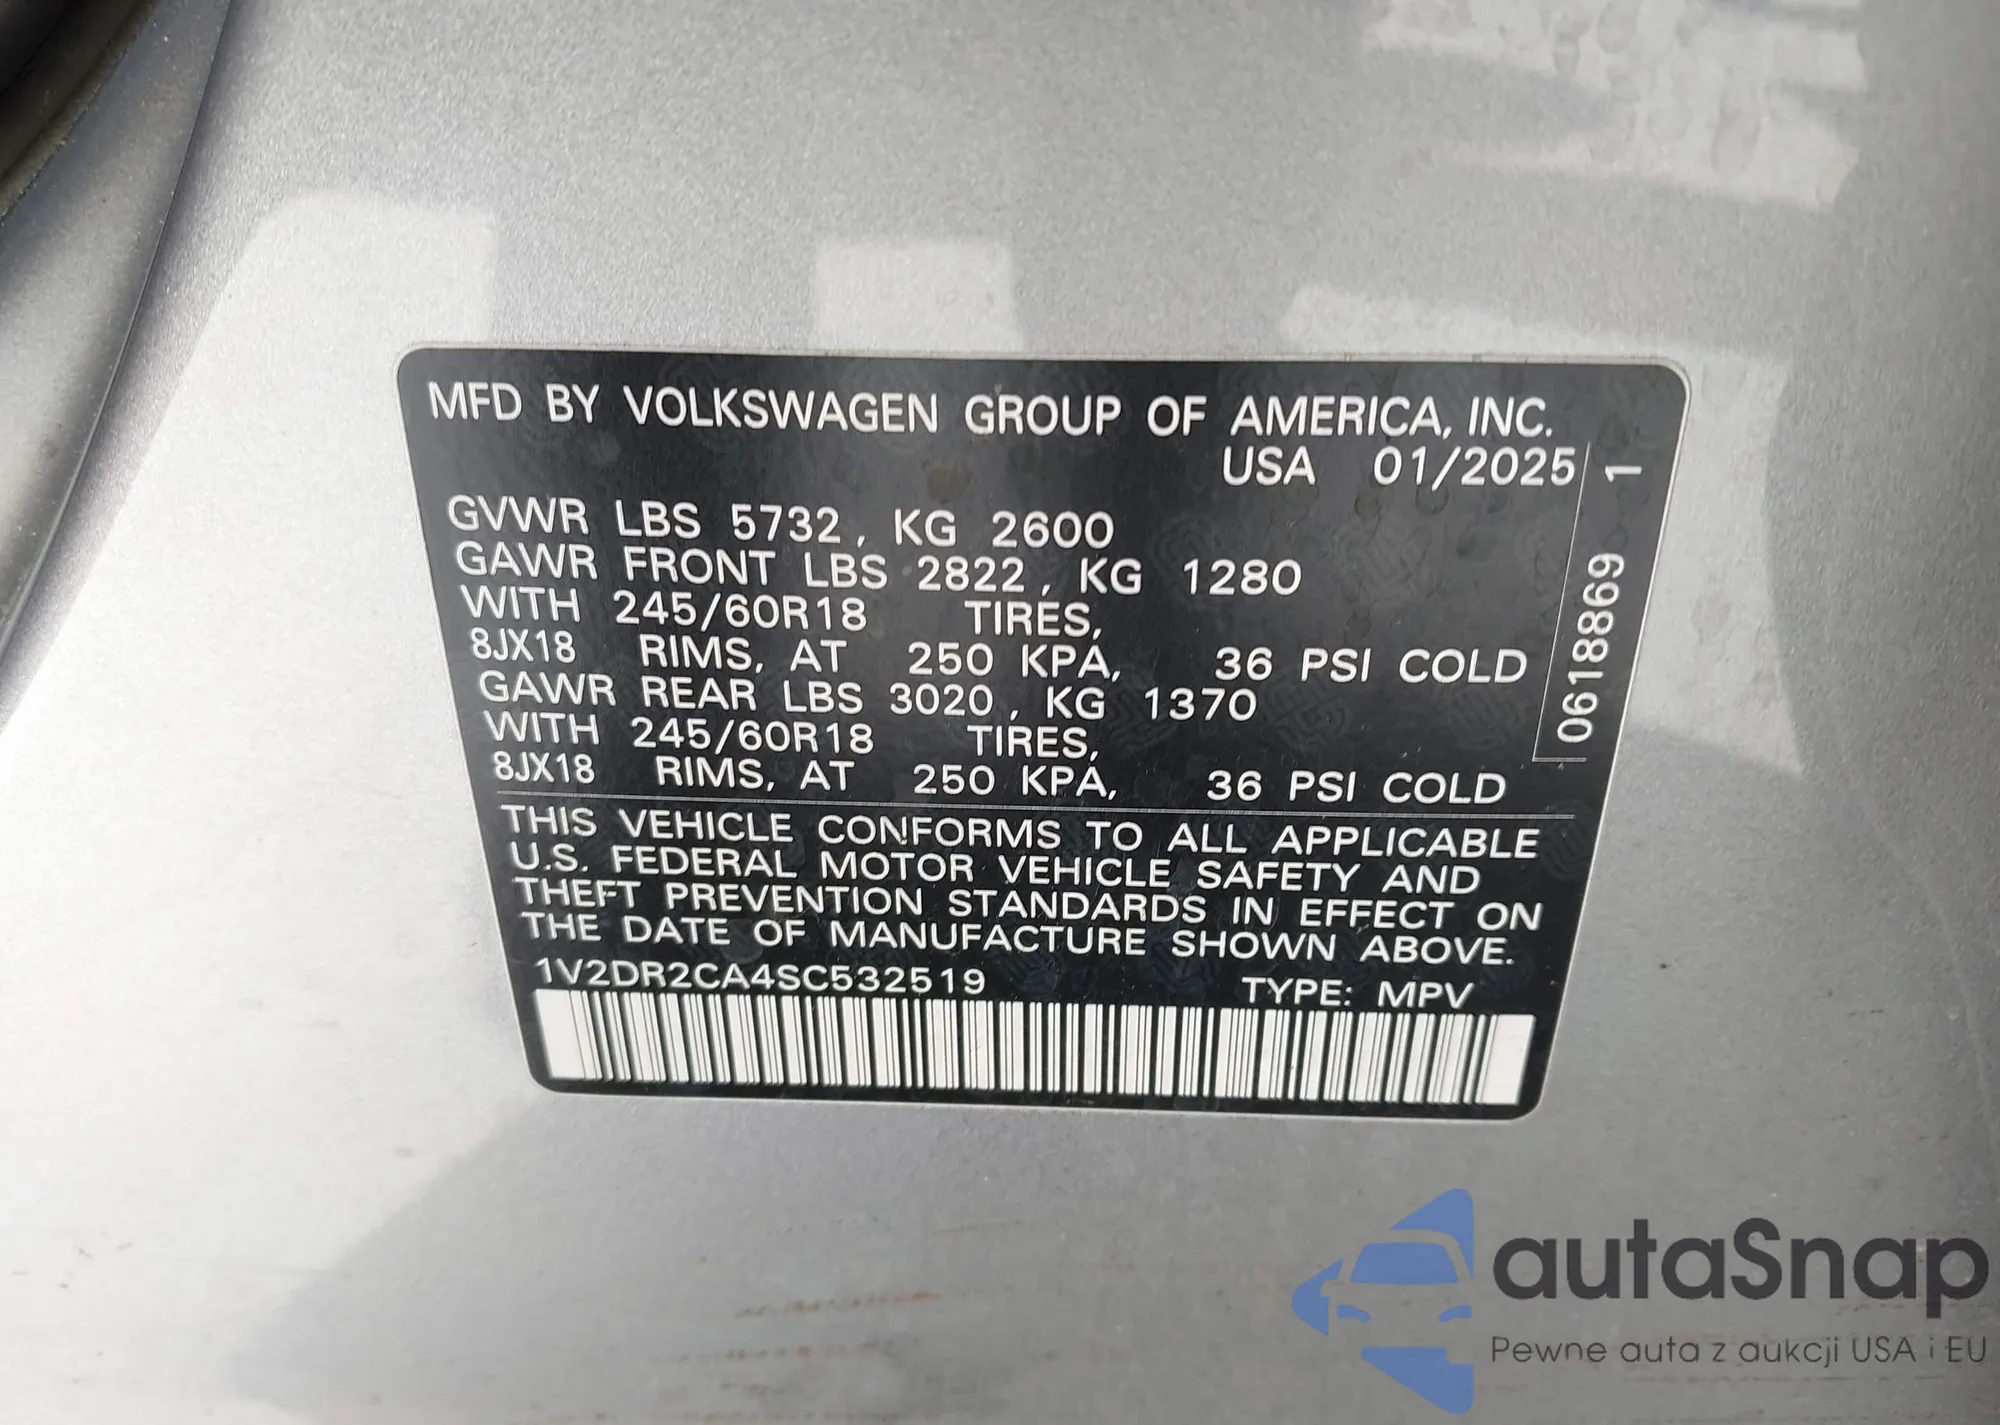 MFD BY VOLKSWAGEN GROUP OF AMERICA, INC.
USA 01/2025
GVWR LBS 5732, KG 2600
GAWR FRONT LBS 2822, KG 1280
WITH 245/60R18 TIRES,
8JX18 RIMS, AT 250 KPA, 36 PSI COLD
GAWR REAR LBS 3020, KG 1370
WITH 245/60R18 TIRES,
8JX18 RIMS, AT 250 KPA, 36 PSI COLD
THIS VEHICLE CONFORMS TO ALL APPLICABLE
U.S. FEDERAL MOTOR VEHICLE SAFETY AND
THEFT PREVENTION STANDARDS IN EFFECT ON
THE DATE OF MANUFACTURE SHOWN ABOVE.
1V2DR2CA4SC532519 TYPE: MPV
0618869 1
autaSnap
Pewne auta z aukcji USA i EU